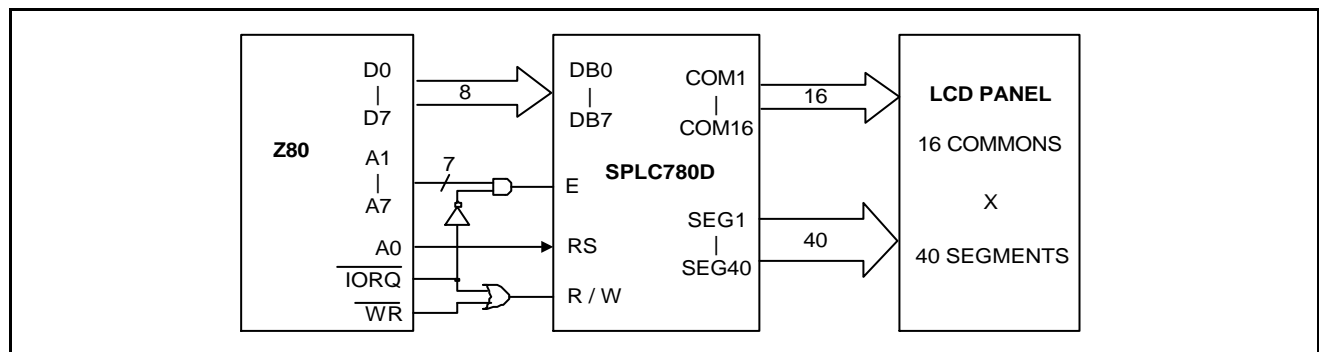 Z80
D0
|
D7
8
A1
|
A7
7
A0
IORQ
WR
DB0
|
DB7
E
RS
R / W
SPLC780D
COM1
|
COM16
16
SEG1
|
SEG40
40
LCD PANEL
16 COMMONS
X
40 SEGMENTS